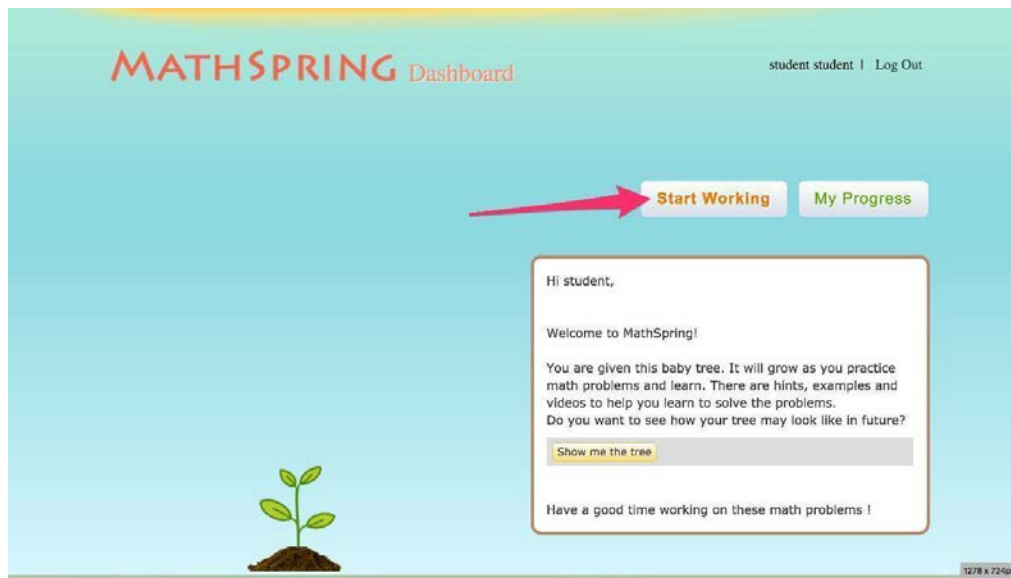 MATHSPRING Dashboard
student student | Log Out
Start Working
My Progress
Hi student,
Welcome to MathSpring!
You are given this baby tree. It will grow as you practice
math problems and learn. There are hints, examples and
videos to help you learn to solve the problems.
Do you want to see how your tree may look like in future?
Show me the tree
Have a good time working on these math problems !
1278 x 724p